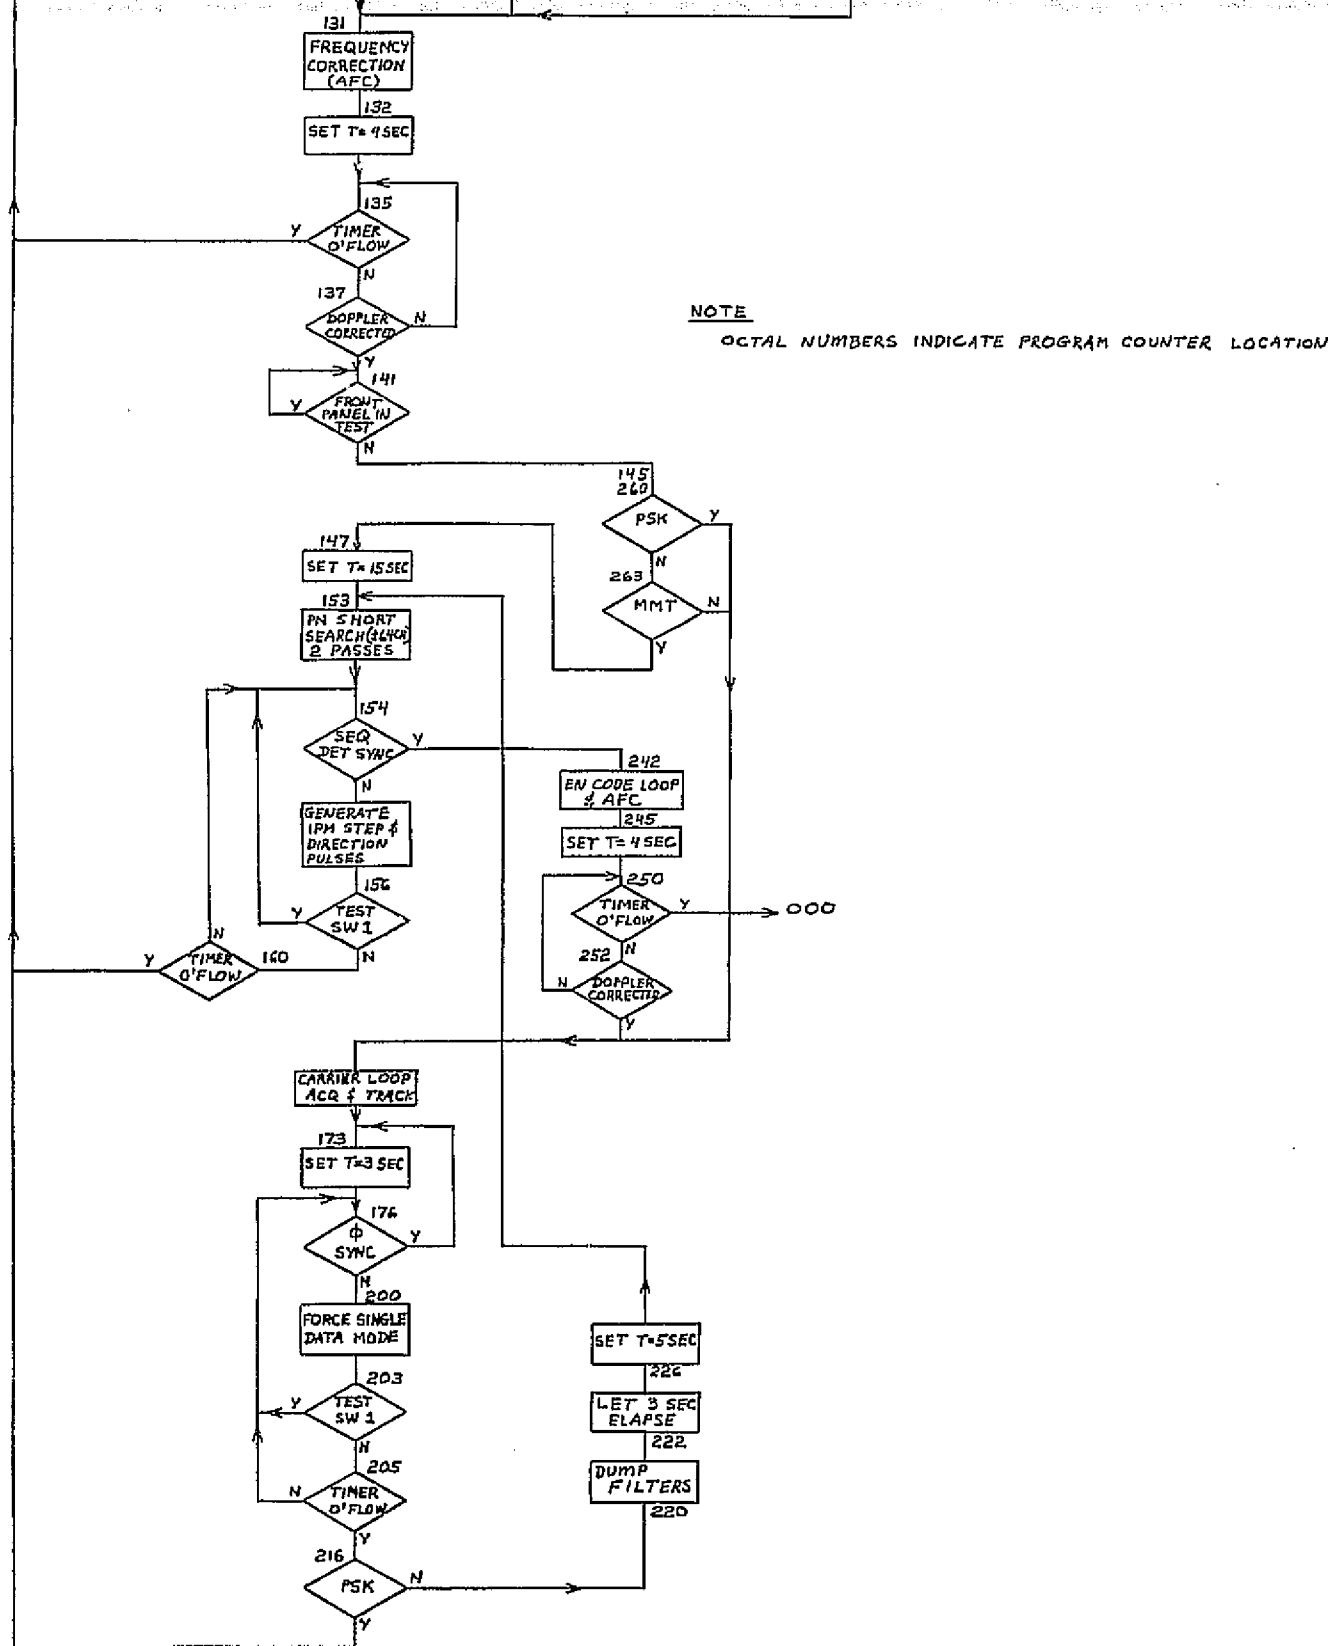 131
FREQUENCY
CORRECTION
(AFC)
132
SET T= 4SEC
135
Y
TIMER
O'FLOW
N
137
DOPPLER
CORRECTED
N
NOTE
OCTAL NUMBERS INDICATE PROGRAM COUNTER LOCATION
Y
141
Y
FRONT
PANEL IN
TEST
N
145
260
PSK
Y
N
147
SET T= 15SEC
263
MMT
N
Y
153
PN SHORT
SEARCH
2 PASSES
154
SEQ
DET SYNC
Y
N
242
EN CODE LOOP
& AFC
245
SET T= 4SEC
GENERATE
IPM STEP &
DIRECTION
PULSES
156
Y
TEST
SW 1
N
250
TIMER
O'FLOW
Y
000
N
252
N
DOPPLER
CORRECTED
Y
N
Y
TIMER
O'FLOW
160
CARRIER LOOP
ACQ & TRACK
173
SET T=3SEC
176
Φ
SYNC
Y
N
200
FORCE SINGLE
DATA MODE
203
Y
TEST
SW 1
N
205
N
TIMER
O'FLOW
Y
216
PSK
N
Y
SET T=5SEC
226
LET 3 SEC
ELAPSE
222
DUMP
FILTERS
220